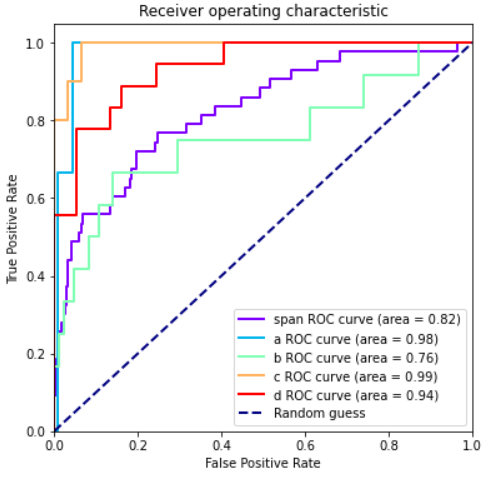 Receiver operating characteristic
True Positive Rate
1.0
0.8
0.6
0.4
0.2
0.0
span ROC curve (area = 0.82)
a ROC curve (area = 0.98)
b ROC curve (area = 0.76)
c ROC curve (area = 0.99)
d ROC curve (area = 0.94)
Random guess
0.0 0.2 0.4 0.6 0.8 1.0
False Positive Rate